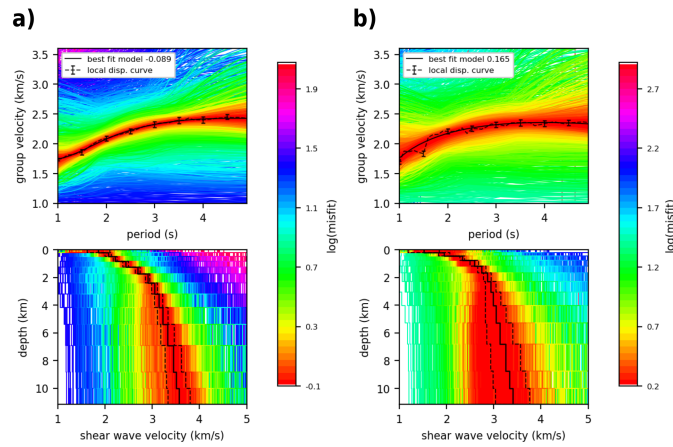 a)
b)
3.5
3.0
2.5
2.0
1.5
1.0
group velocity (km/s)
best fit model -0.089
local disp. curve
1 2 3 4
period (s)
3.5
3.0
2.5
2.0
1.5
1.0
group velocity (km/s)
best fit model 0.165
local disp. curve
1 2 3 4
period (s)
0
2
4
6
8
10
depth (km)
1 2 3 4 5
shear wave velocity (km/s)
1.9
1.5
1.1
0.7
0.3
-0.1
log(misfit)
0
2
4
6
8
10
depth (km)
1 2 3 4 5
shear wave velocity (km/s)
2.7
2.2
1.7
1.2
0.7
0.2
log(misfit)